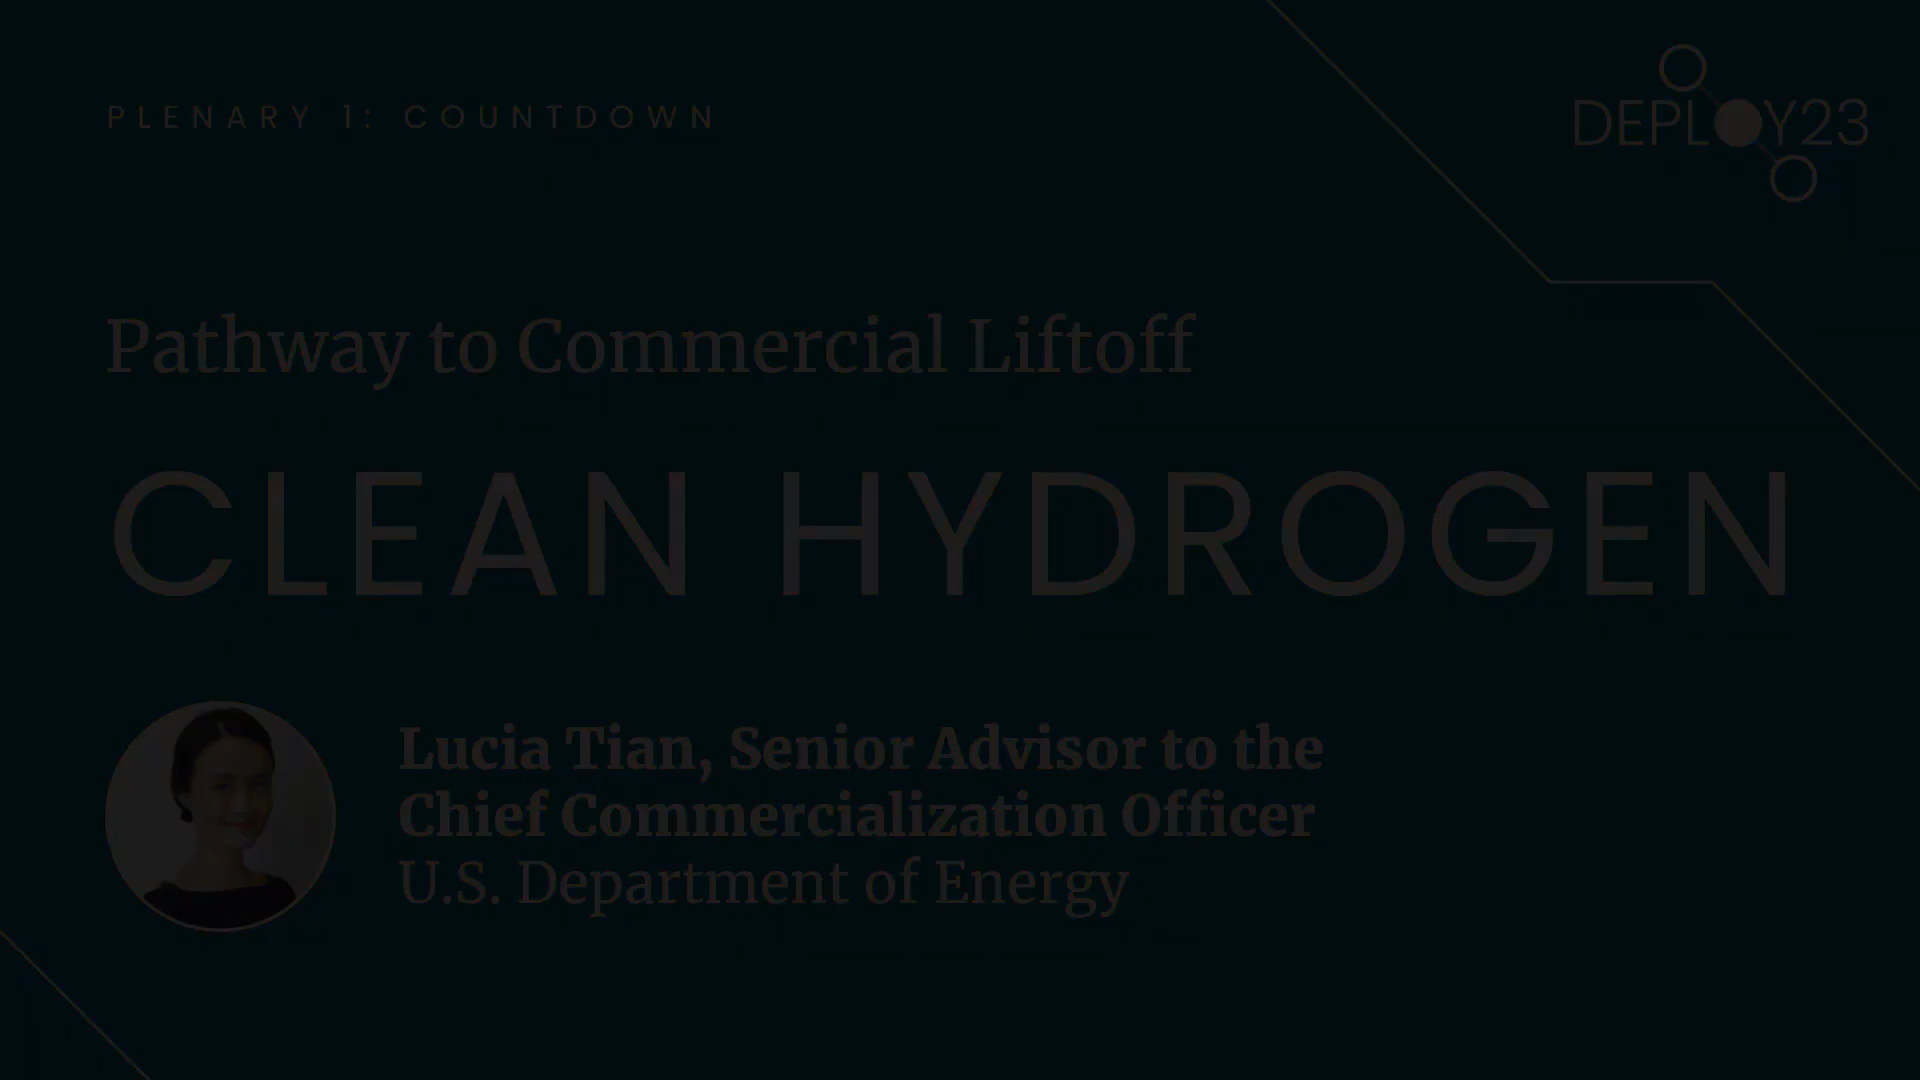 PLENARY 1: COUNTDOWN
DEPLOY23
Pathway to Commercial Liftoff
CLEAN HYDROGEN
Lucia Tian, Senior Advisor to the
Chief Commercialization Officer
U.S. Department of Energy